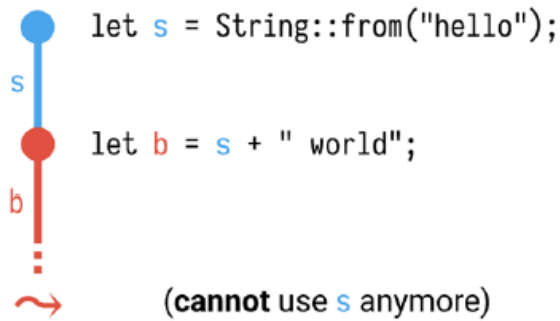 let s = String::from("hello");
s
let b = s + " world";
b
(cannot use s anymore)